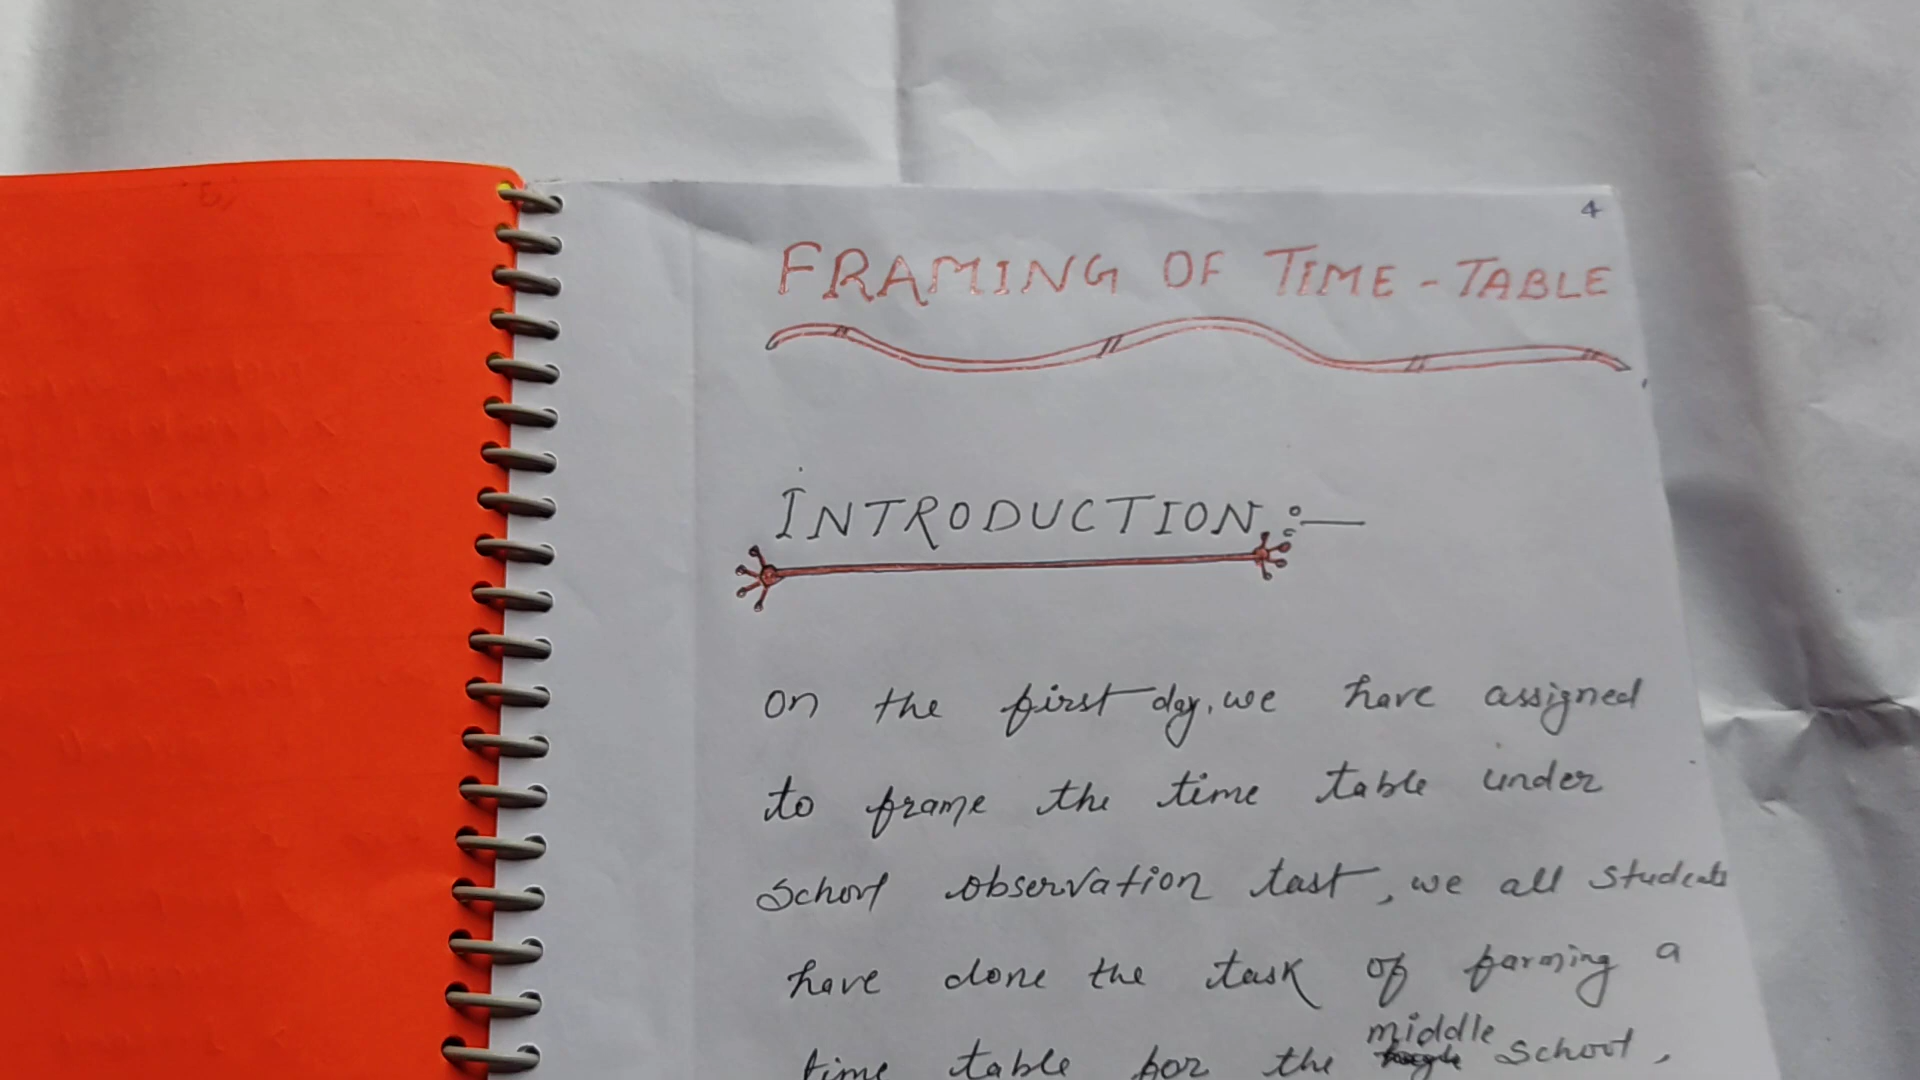 4
FRAMING OF TIME-TABLE
INTRODUCTION :—
On the first day, we have assigned
to frame the time table under
School observation tast, we all students
have done the task of farming a
middle
time table for the School,